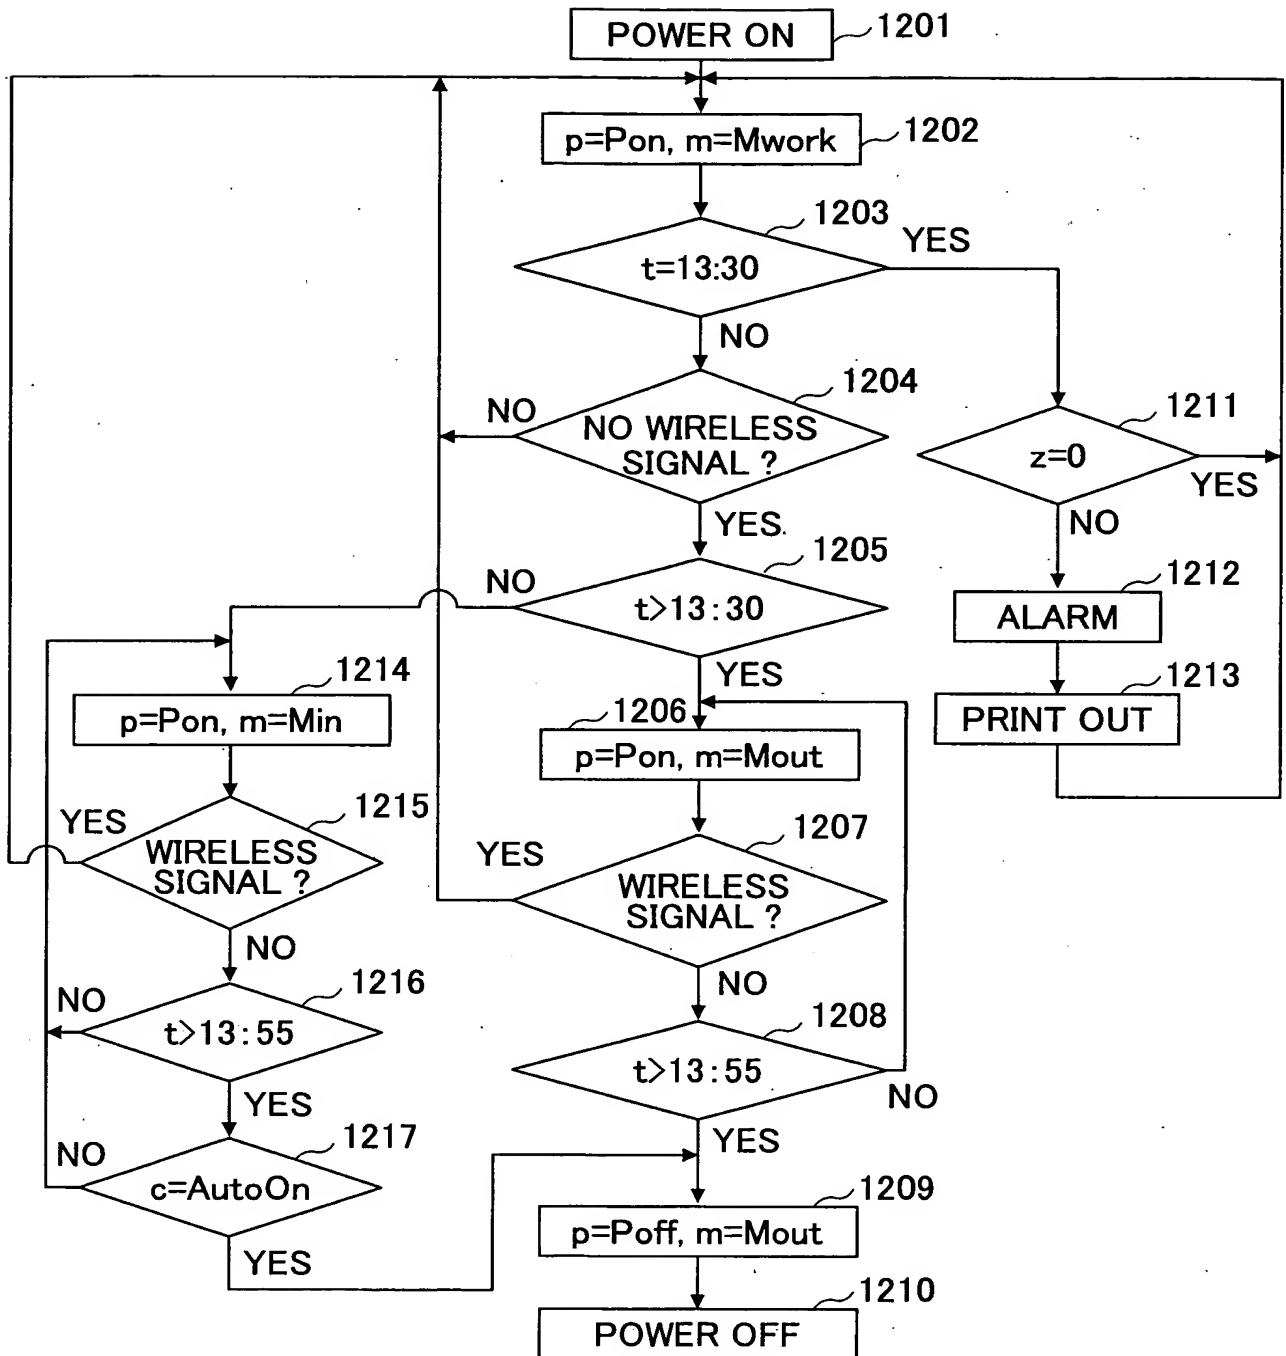 POWER ON
1201
p=Pon, m=Mwork
1202
t=13:30
1203
YES
NO
NO WIRELESS
SIGNAL ?
1204
NO
YES.
z=0
1211
YES
NO
t>13:30
1205
NO
YES
ALARM
1212
PRINT OUT
1213
p=Pon, m=Min
1214
p=Pon, m=Mout
1206
WIRELESS
SIGNAL ?
1215
YES
NO
WIRELESS
SIGNAL ?
1207
YES
NO
t>13:55
1216
NO
YES
t>13:55
1208
NO
YES
c=AutoOn
1217
NO
YES
p=Poff, m=Mout
1209
POWER OFF
1210